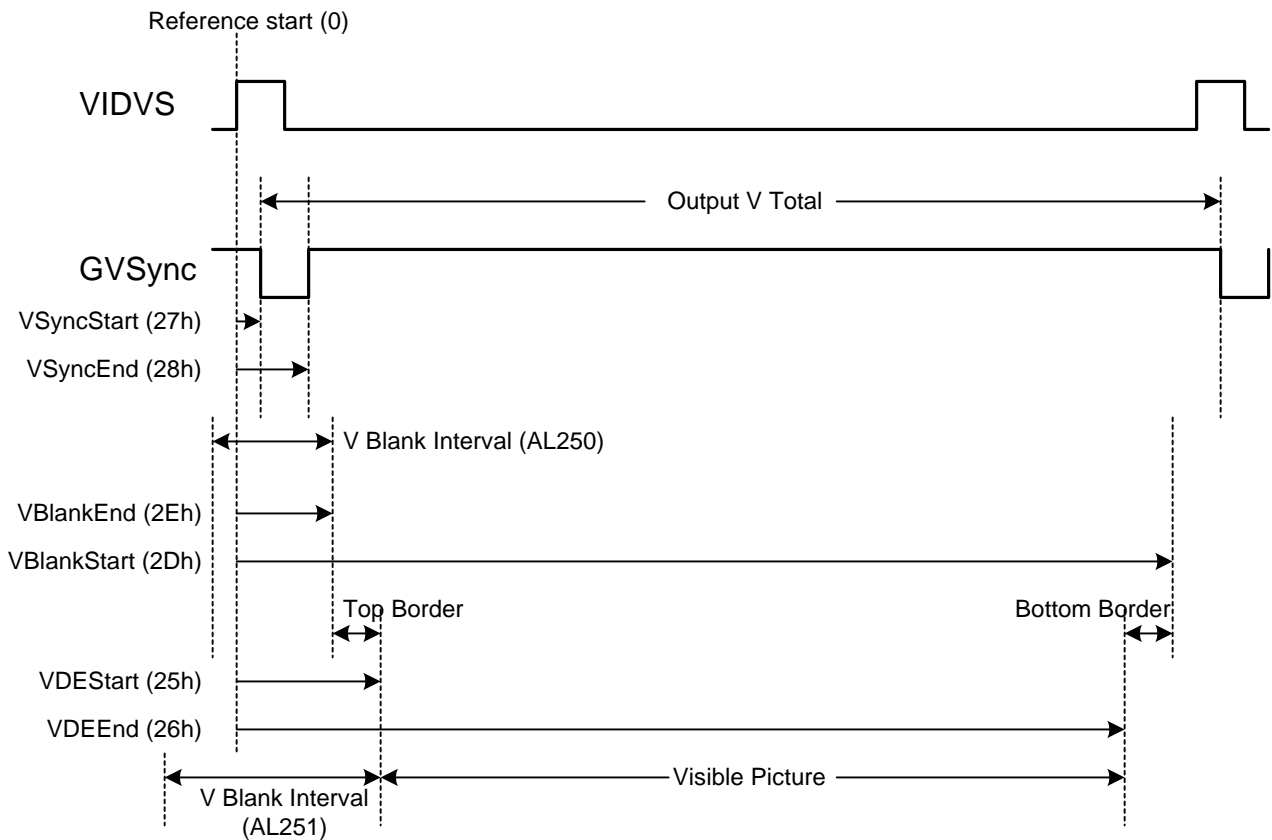 Reference start (0)
VIDVS
Output V Total
GVSync
VSyncStart (27h)
VSyncEnd (28h)
V Blank Interval (AL250)
VBlankEnd (2Eh)
VBlankStart (2Dh)
Top Border
Bottom Border
VDEStart (25h)
VDEEnd (26h)
Visible Picture
V Blank Interval
(AL251)